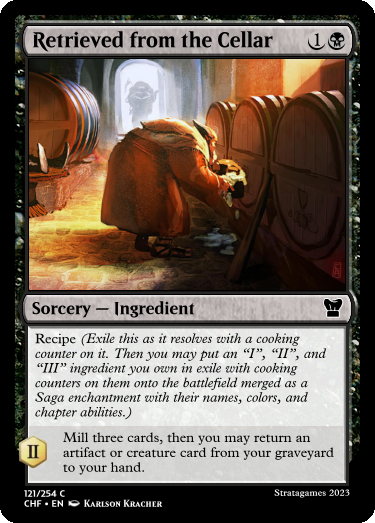 Retrieved from the Cellar 1
Sorcery — Ingredient
Recipe (Exile this as it resolves with a cooking
counter on it. Then you may put an “I”, “II”, and
“III” ingredient you own in exile with cooking
counters on them onto the battlefield merged as a
Saga enchantment with their names, colors, and
chapter abilities.)
II
Mill three cards, then you may return an
artifact or creature card from your graveyard
to your hand.
121/254 C
Stratagames 2023
CHF • EN Karlson Kracher